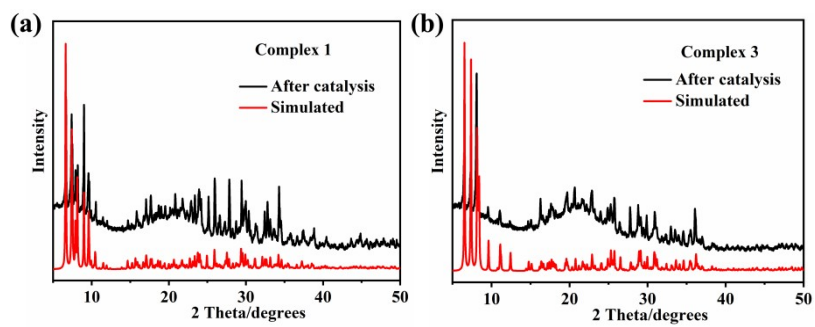 (a)
Complex 1
After catalysis
Simulated
Intensity
10
20
30
40
50
2 Theta/degrees
(b)
Complex 3
After catalysis
Simulated
Intensity
10
20
30
40
50
2 Theta/degrees